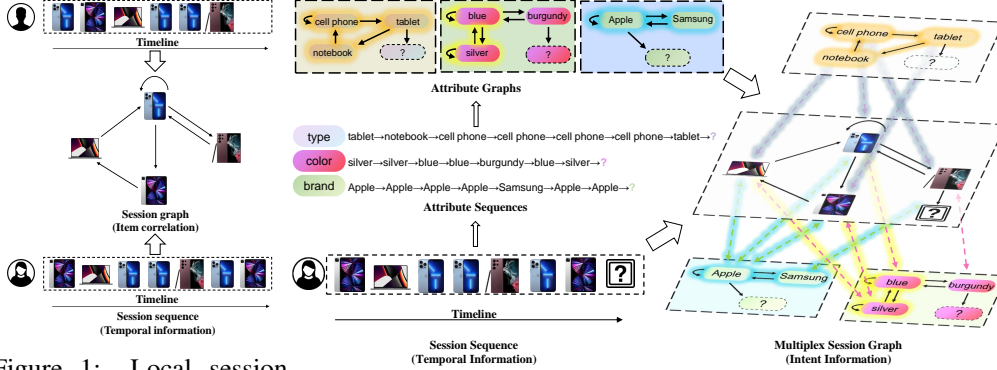 Timeline
Session graph
(Item correlation)
Timeline
Session sequence
(Temporal information)
Figure 1: Local session
cell phone
tablet
notebook
?
blue
burgundy
silver
?
Apple
Samsung
?
Attribute Graphs
type tablet→notebook→cell phone→cell phone→cell phone→cell phone→tablet→?
color silver→silver→blue→blue→burgundy→blue→silver→?
brand Apple→Apple→Apple→Apple→Samsung→Apple→Apple→?
Attribute Sequences
?
Timeline
Session Sequence
(Temporal Information)
cell phone
tablet
notebook
?
?
Apple
Samsung
?
blue
burgundy
silver
?
Multiplex Session Graph
(Intent Information)